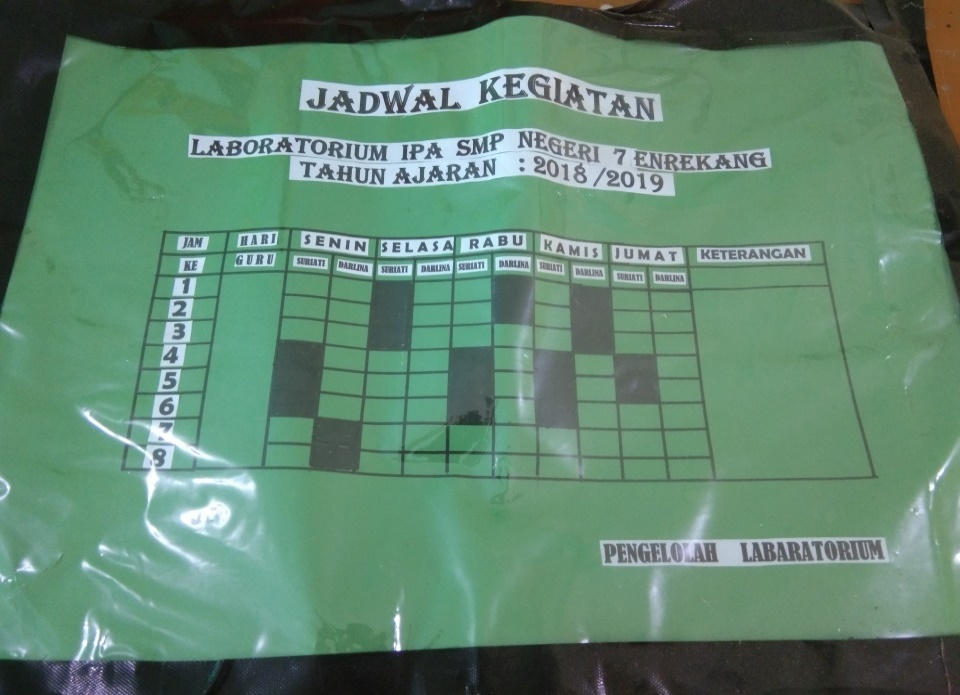 JADWAL KEGIATAN
LABORATORIUM IPA SMP NEGERI 7 ENREKANG
TAHUN AJARAN : 2018/2019
JAM HARI SENIN SELASA RABU KAMIS JUMAT KETERANGAN
KE GURU SURIATI DARLINA SURIATI DARLINA SURIATI DARLINA SURIATI DARLINA SURIATI DARLINA
1
2
3
4
5
6
7
8
PENGELOLAH LABARATORIUM